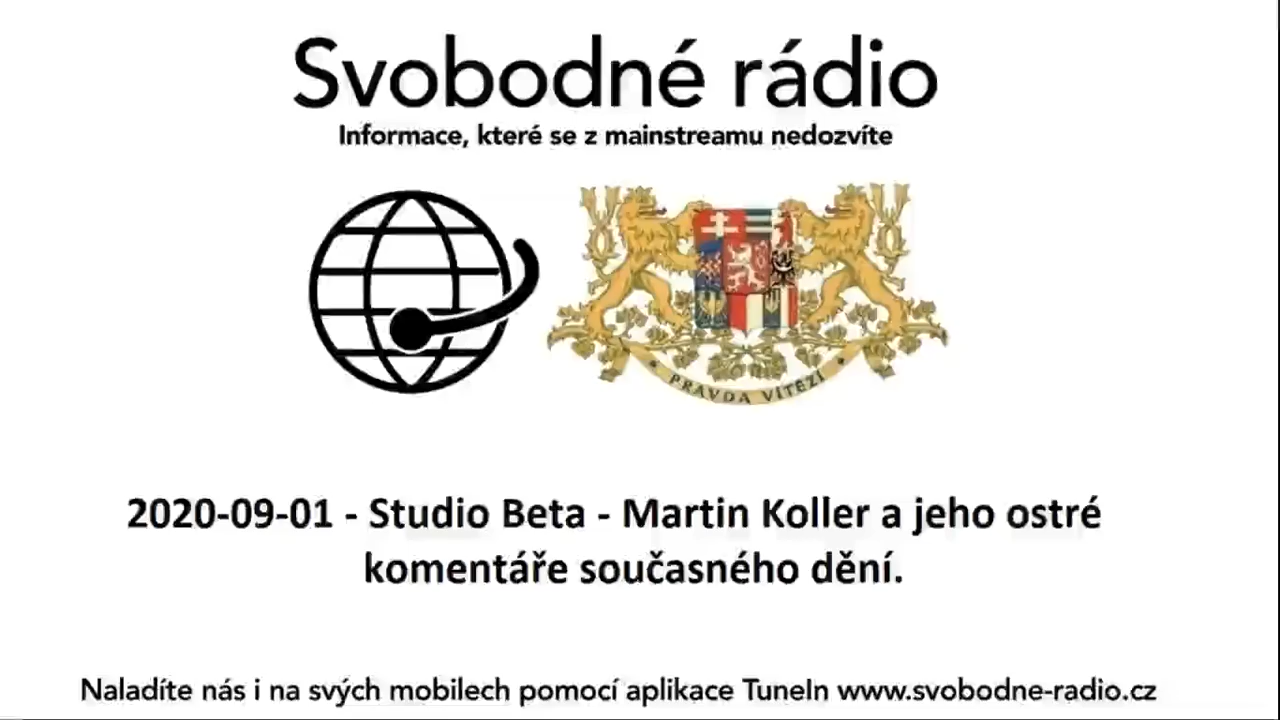 Svobodné rádio
Informace, které se z mainstreamu nedozvíte
PRAVDA VÍTĚZÍ
2020-09-01 - Studio Beta - Martin Koller a jeho ostré
komentáře současného dění.
Naladíte nás i na svých mobilech pomocí aplikace TuneIn www.svobodne-radio.cz